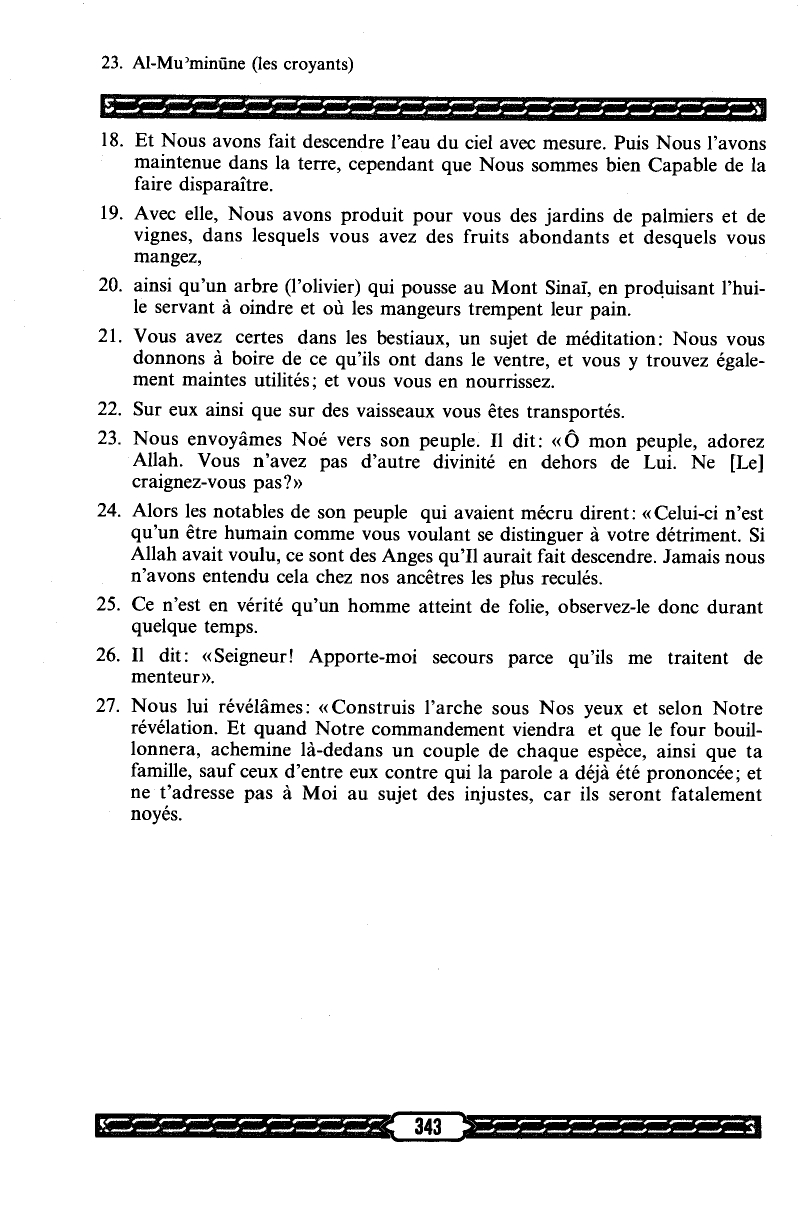 23. Al-Mu’minūne (les croyants)
18. Et Nous avons fait descendre l’eau du ciel avec mesure. Puis Nous l’avons
maintenue dans la terre, cependant que Nous sommes bien Capable de la
faire disparaître.
19. Avec elle, Nous avons produit pour vous des jardins de palmiers et de
vignes, dans lesquels vous avez des fruits abondants et desquels vous
mangez,
20. ainsi qu’un arbre (l’olivier) qui pousse au Mont Sinaī, en produisant l’hui-
le servant à oindre et où les mangeurs trempent leur pain.
21. Vous avez certes dans les bestiaux, un sujet de méditation: Nous vous
donnons à boire de ce qu’ils ont dans le ventre, et vous y trouvez égale-
ment maintes utilités; et vous vous en nourrissez.
22. Sur eux ainsi que sur des vaisseaux vous êtes transportés.
23. Nous envoyâmes Noé vers son peuple. Il dit: «Ô mon peuple, adorez
Allah. Vous n’avez pas d’autre divinité en dehors de Lui. Ne [Le]
craignez-vous pas?»
24. Alors les notables de son peuple qui avaient mécru dirent: «Celui-ci n’est
qu’un être humain comme vous voulant se distinguer à votre détriment. Si
Allah avait voulu, ce sont des Anges qu’Il aurait fait descendre. Jamais nous
n’avons entendu cela chez nos ancêtres les plus reculés.
25. Ce n’est en vérité qu’un homme atteint de folie, observez-le donc durant
quelque temps.
26. Il dit: «Seigneur! Apporte-moi secours parce qu’ils me traitent de
menteur».
27. Nous lui révélâmes: «Construis l’arche sous Nos yeux et selon Notre
révélation. Et quand Notre commandement viendra et que le four bouil-
lonnera, achemine là-dedans un couple de chaque espèce, ainsi que ta
famille, sauf ceux d’entre eux contre qui la parole a déjà été prononcée; et
ne t’adresse pas à Moi au sujet des injustes, car ils seront fatalement
noyés.
343